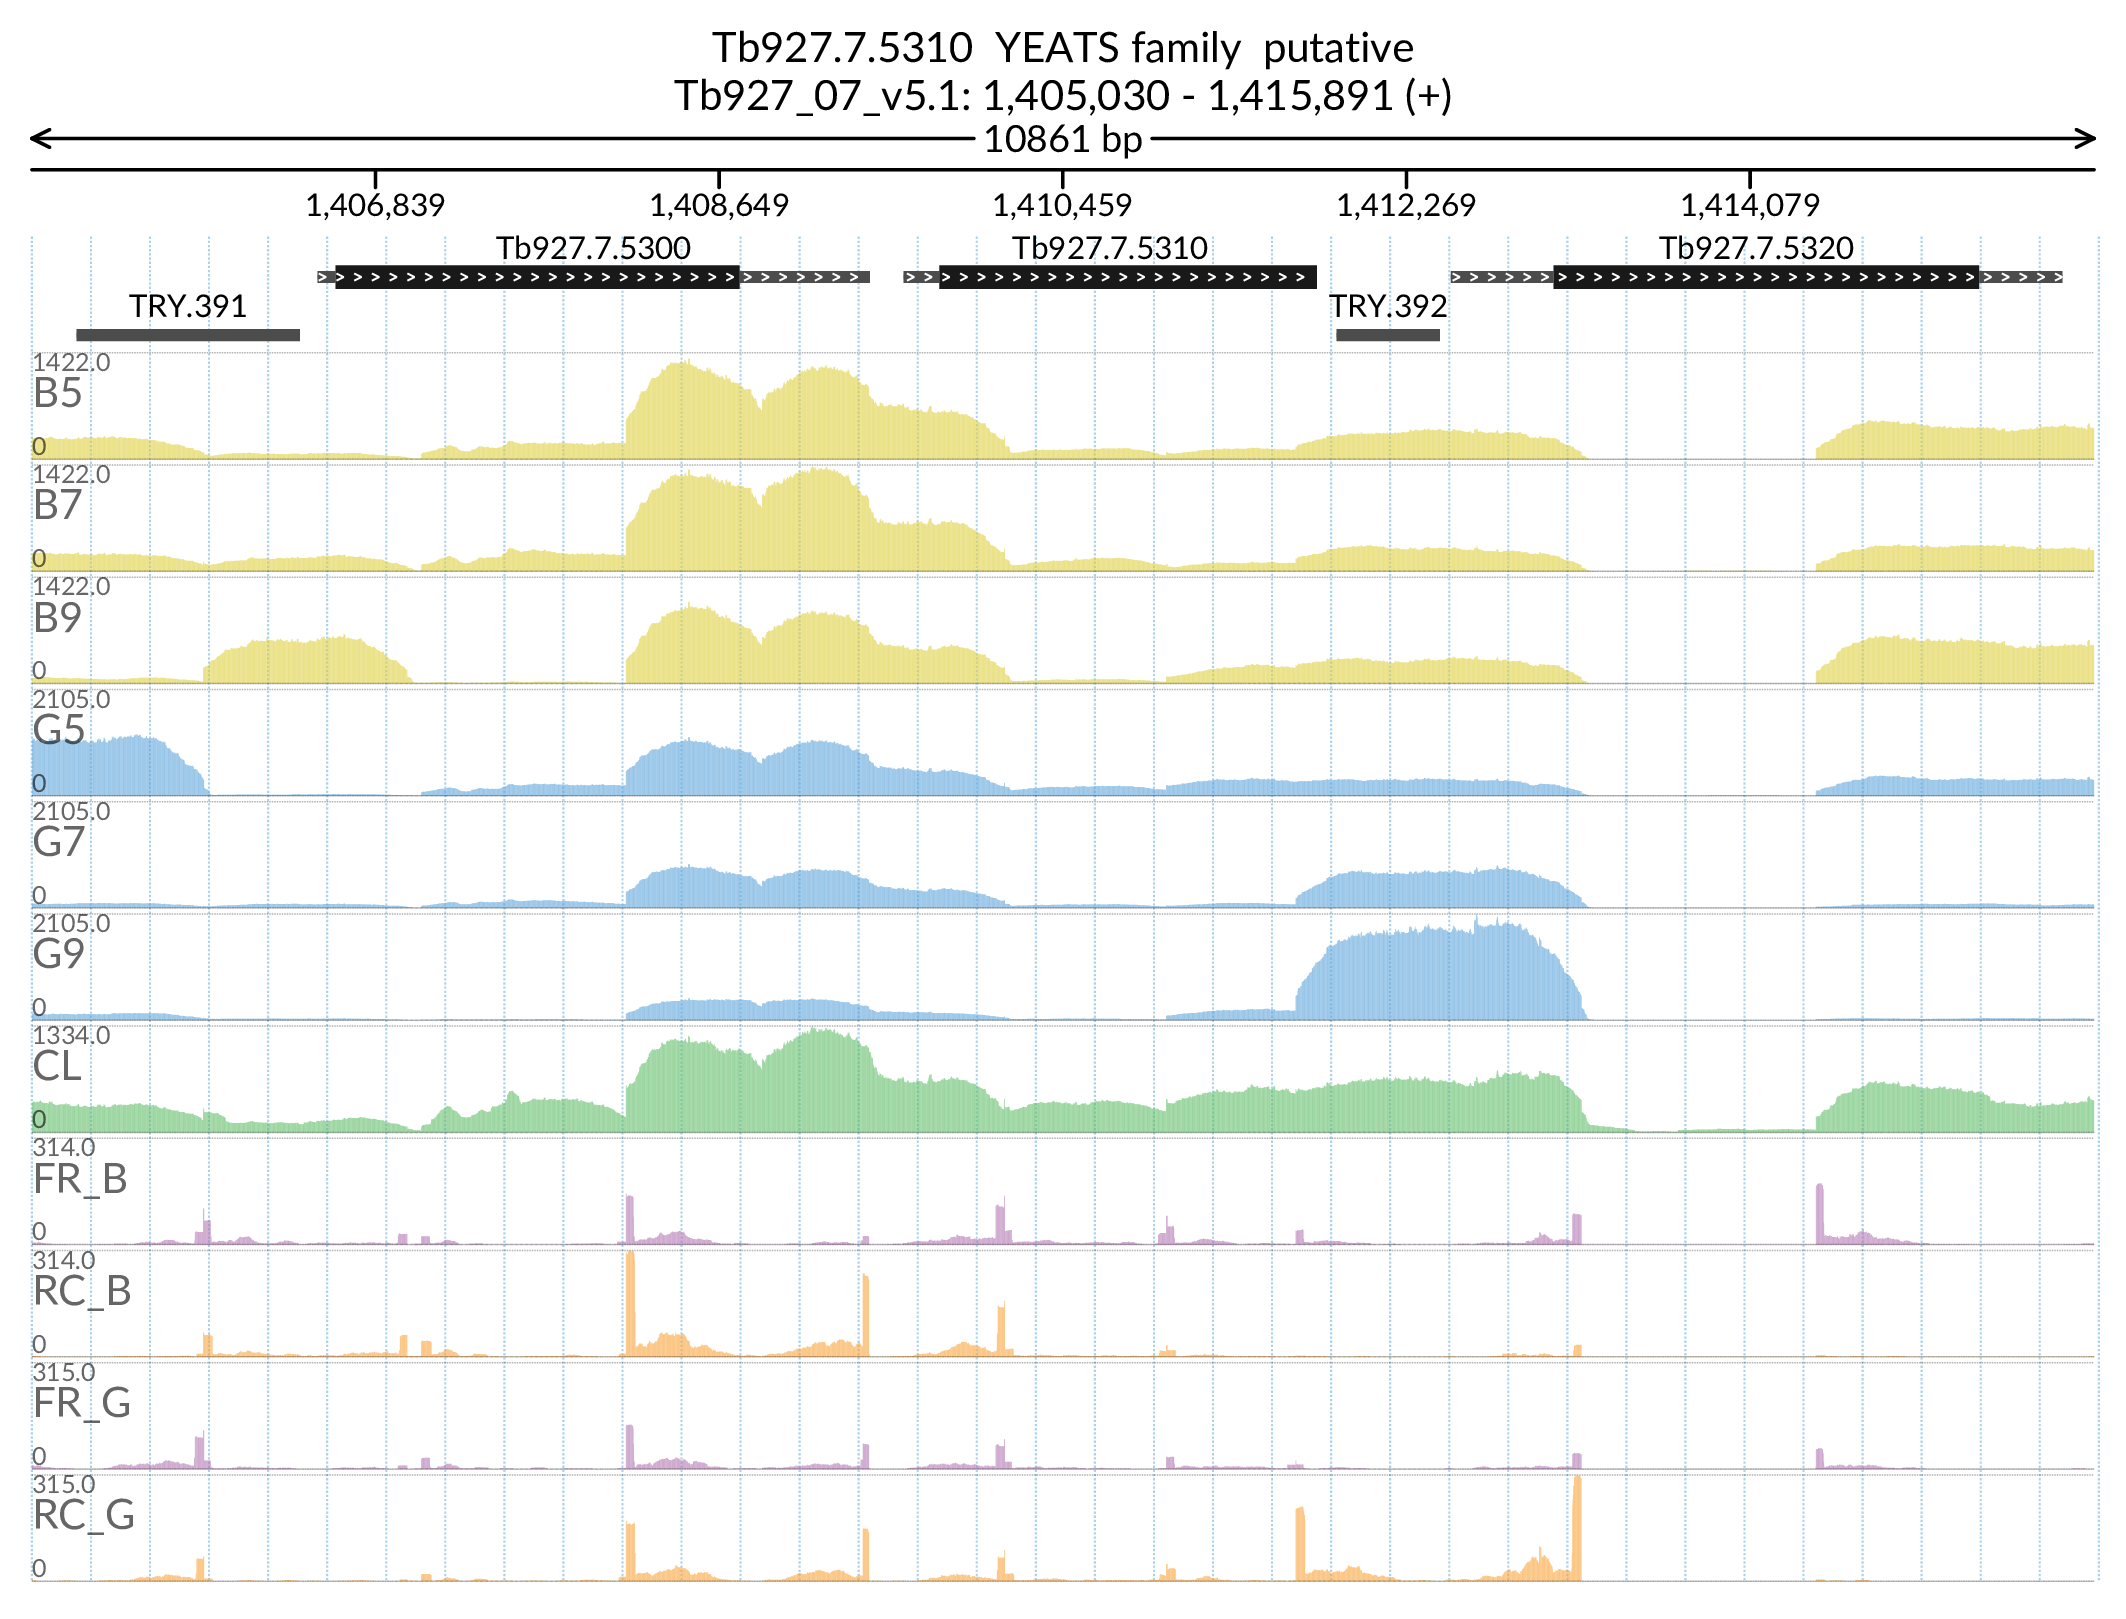 Tb927.7.5310  YEATS family  putative
Tb927_07_v5.1: 1,405,030 - 1,415,891 (+)
10861 bp
1,406,839 1,408,649 1,410,459 1,412,269 1,414,079
Tb927.7.5300 Tb927.7.5310 Tb927.7.5320
TRY.391 TRY.392
1422.0
B5
0
1422.0
B7
0
1422.0
B9
0
2105.0
G5
0
2105.0
G7
0
2105.0
G9
0
1334.0
CL
0
314.0
FR_B
0
314.0
RC_B
0
315.0
FR_G
0
315.0
RC_G
0